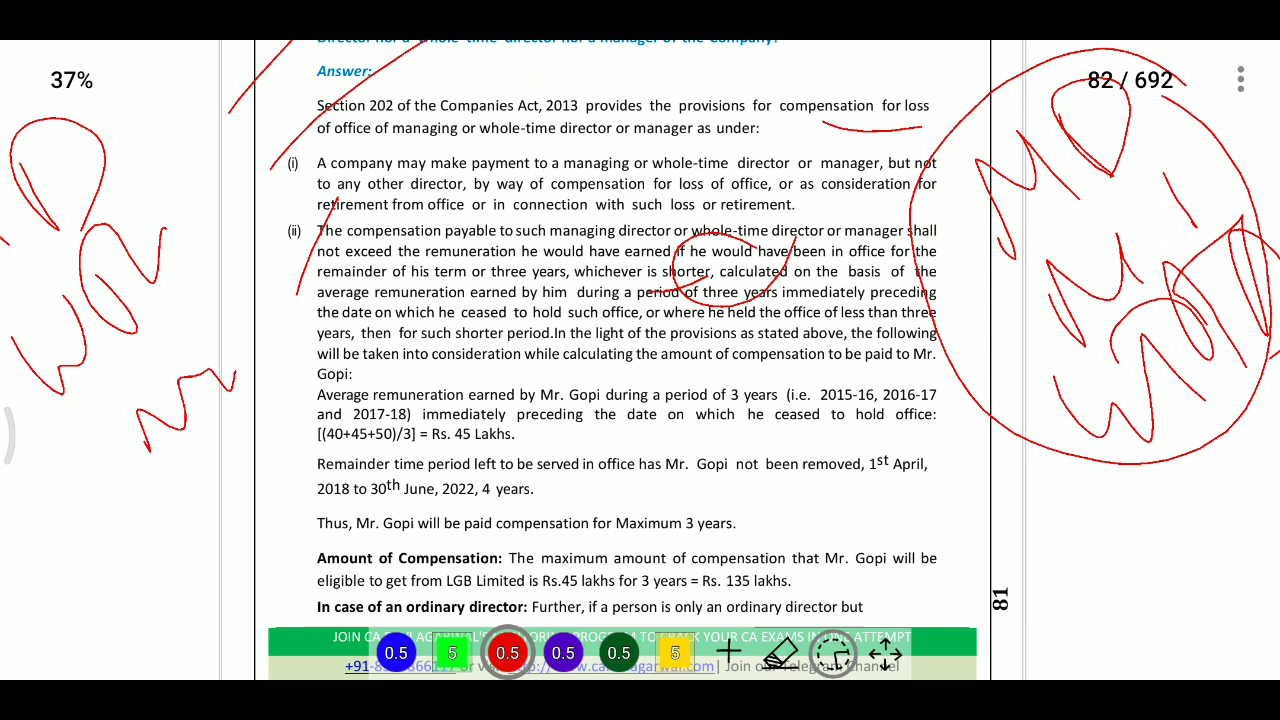 37%
82 / 692
Answer:
Section 202 of the Companies Act, 2013 provides the provisions for compensation for loss
of office of managing or whole-time director or manager as under:
(i) A company may make payment to a managing or whole-time director or manager, but not
to any other director, by way of compensation for loss of office, or as consideration for
retirement from office or in connection with such loss or retirement.
(ii) The compensation payable to such managing director or whole-time director or manager shall
not exceed the remuneration he would have earned if he would have been in office for the
remainder of his term or three years, whichever is shorter, calculated on the basis of the
average remuneration earned by him during a period of three years immediately preceding
the date on which he ceased to hold such office, or where he held the office of less than three
years, then for such shorter period.In the light of the provisions as stated above, the following
will be taken into consideration while calculating the amount of compensation to be paid to Mr.
Gopi:
Average remuneration earned by Mr. Gopi during a period of 3 years (i.e. 2015-16, 2016-17
and 2017-18) immediately preceding the date on which he ceased to hold office:
[(40+45+50)/3] = Rs. 45 Lakhs.
Remainder time period left to be served in office has Mr. Gopi not been removed, 1st April,
2018 to 30th June, 2022, 4 years.
Thus, Mr. Gopi will be paid compensation for Maximum 3 years.
Amount of Compensation: The maximum amount of compensation that Mr. Gopi will be
eligible to get from LGB Limited is Rs.45 lakhs for 3 years = Rs. 135 lakhs.
81
In case of an ordinary director: Further, if a person is only an ordinary director but
0.5 5 0.5 0.5 0.5 5
MD
M
WTD